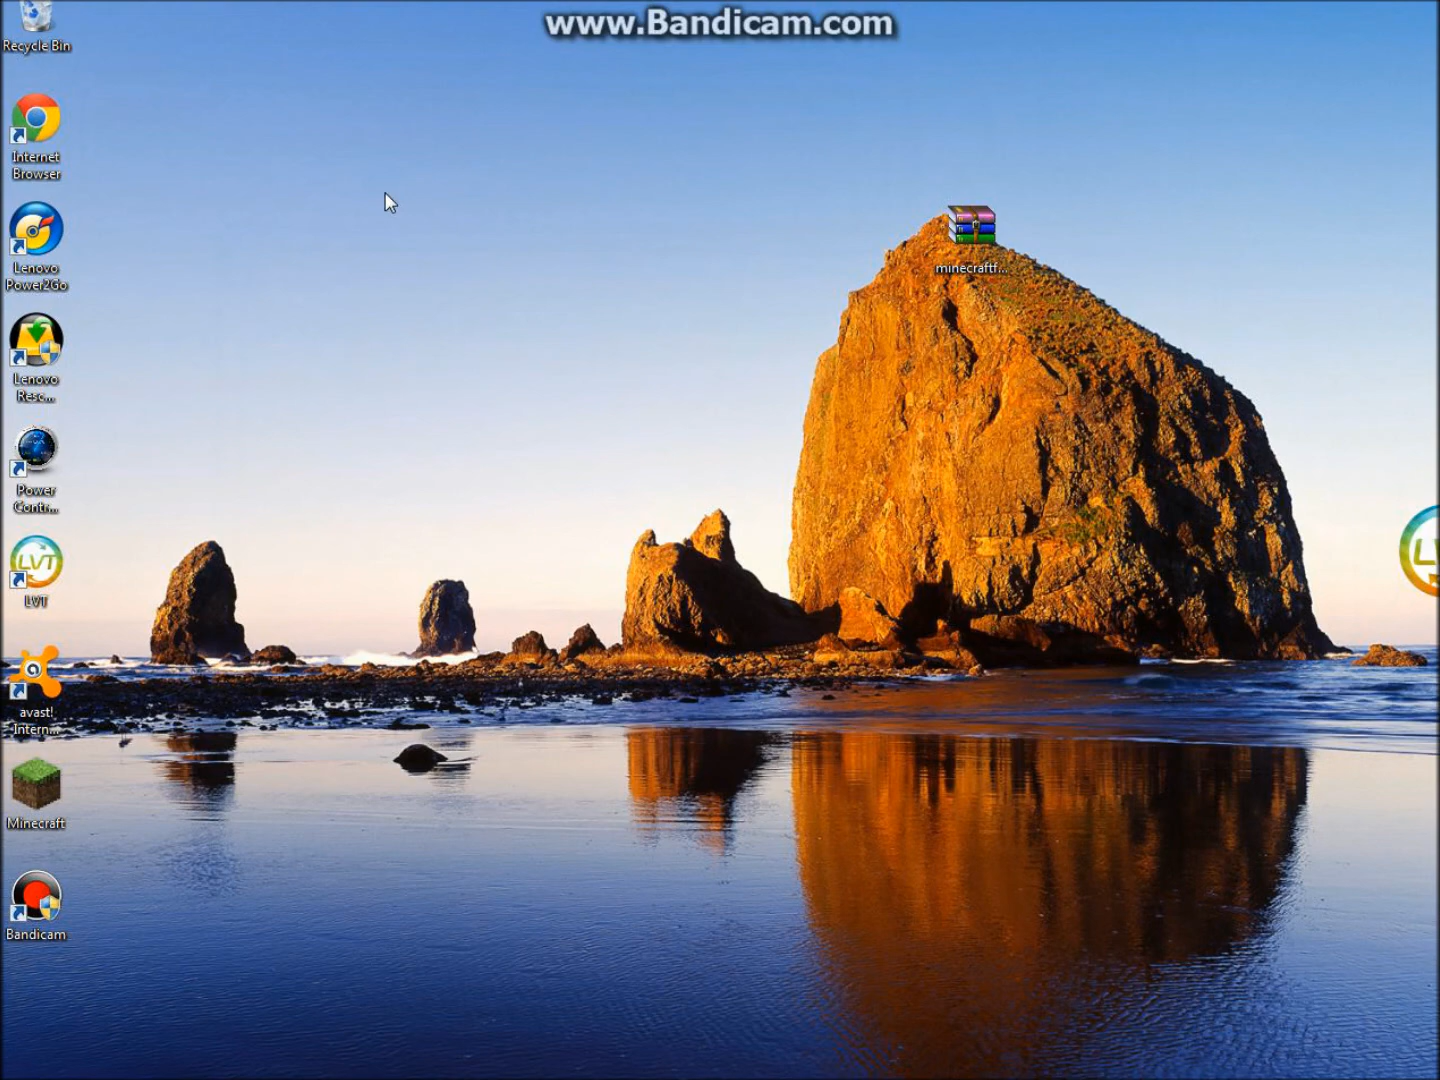 www.Bandicam.com
Recycle Bin
Internet
Browser
Lenovo
Power2Go
Lenovo
Resc...
Power
Contr...
LVT
LVT
avast!
Intern...
Minecraft
Bandicam
minecraftf...